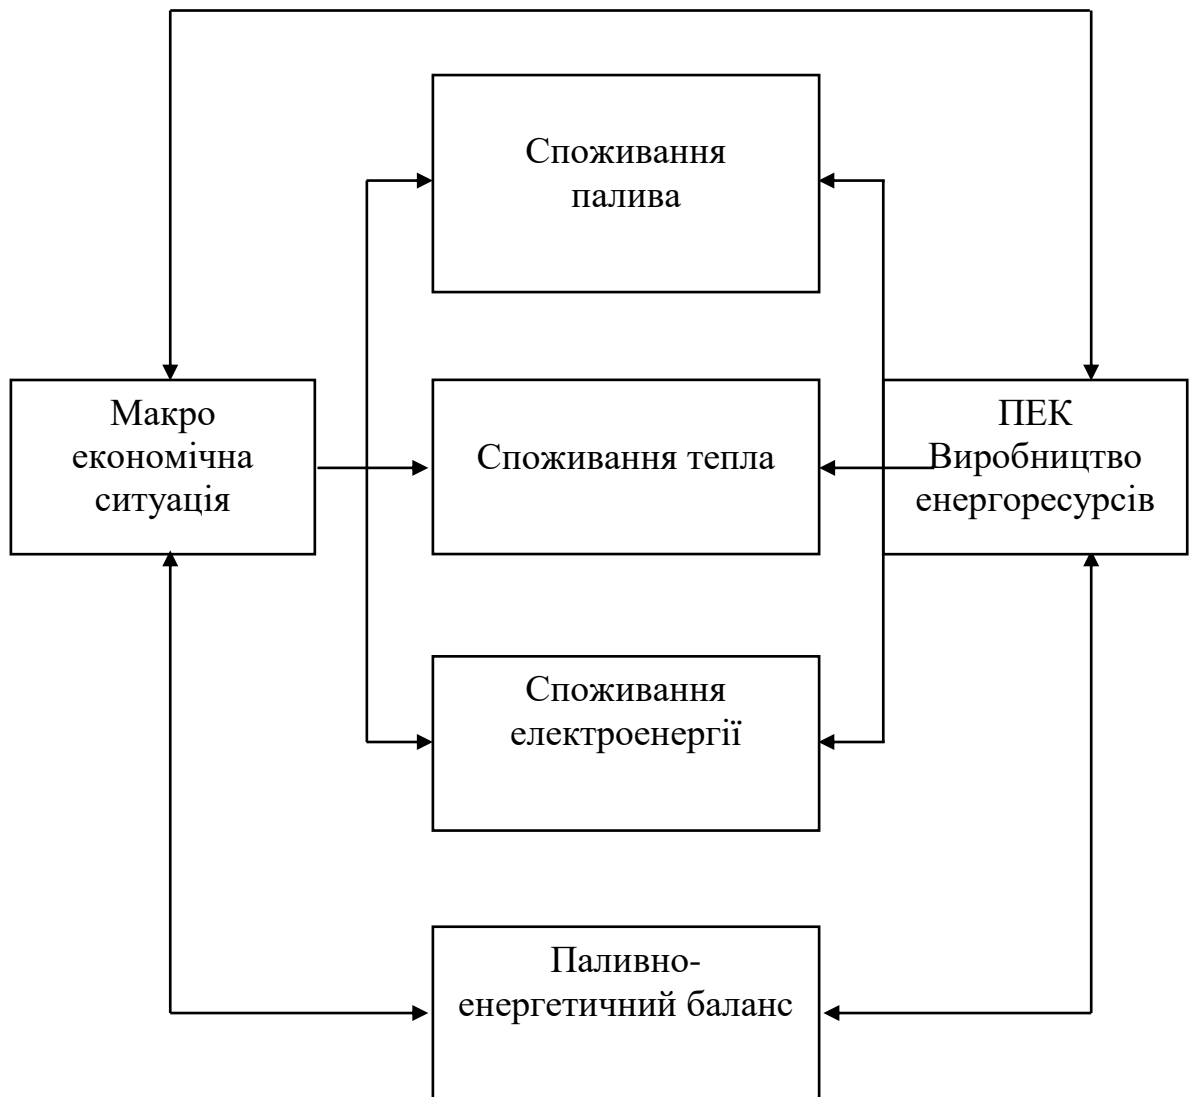 Споживання
палива
Макро
економічна
ситуація
Споживання тепла
ПЕК
Виробництво
енергоресурсів
Споживання
електроенергії
Паливно-
енергетичний баланс